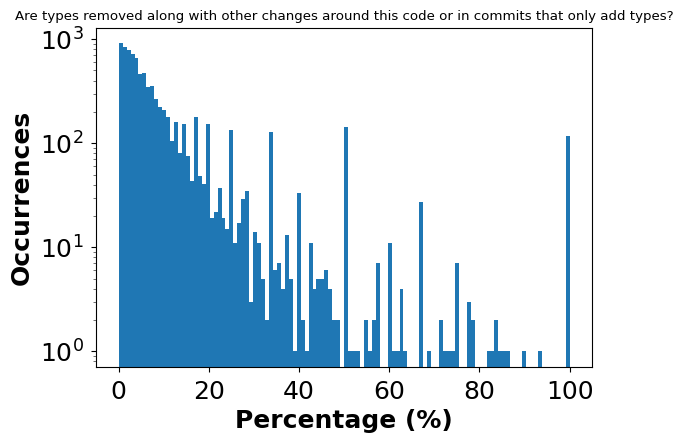 Are types removed along with other changes around this code or in commits that only add types?
10³
10²
10¹
10⁰
Occurrences
0 20 40 60 80 100
Percentage (%)